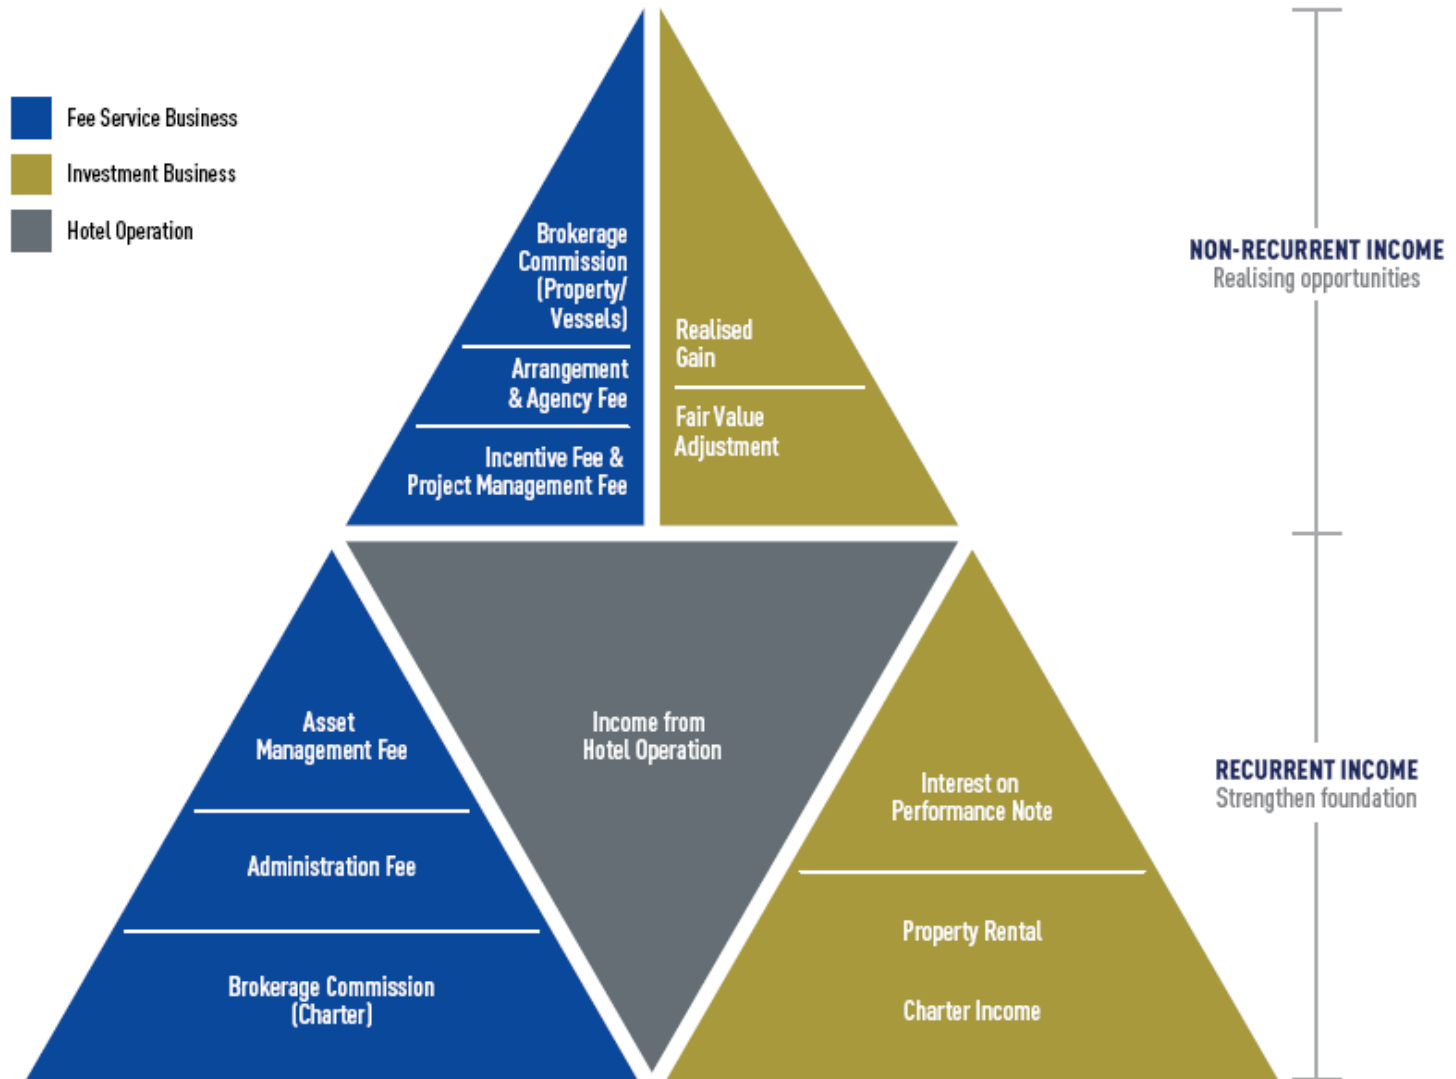 Fee Service Business
Investment Business
Hotel Operation
Brokerage
Commission
(Property/
Vessels)
Arrangement
& Agency Fee
Incentive Fee &
Project Management Fee
Realised
Gain
Fair Value
Adjustment
NON-RECURRENT INCOME
Realising opportunities
Asset
Management Fee
Administration Fee
Brokerage Commission
(Charter)
Income from
Hotel Operation
Interest on
Performance Note
Property Rental
Charter Income
RECURRENT INCOME
Strengthen foundation